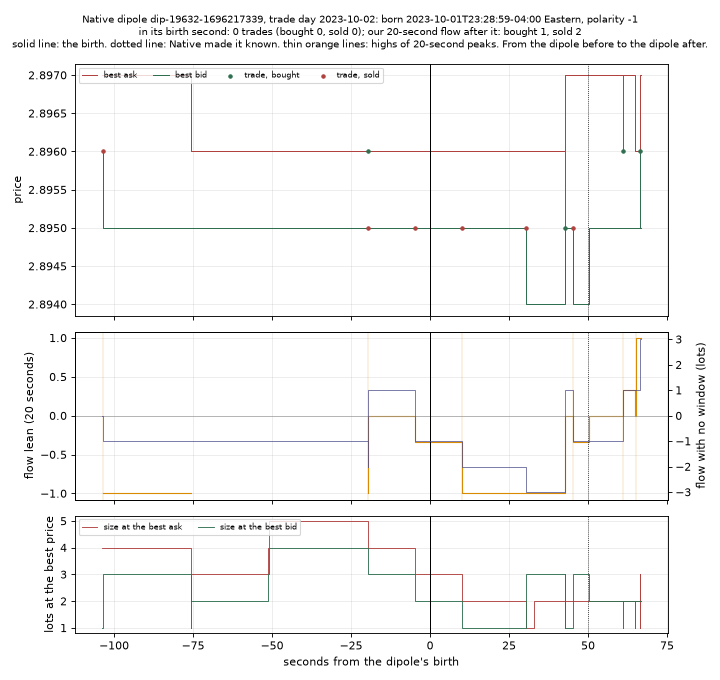 Native dipole dip-19632-1696217339, trade day 2023-10-02: born 2023-10-01T23:28:59-04:00 Eastern, polarity -1
in its birth second: 0 trades (bought 0, sold 0); our 20-second flow after it: bought 1, sold 2
solid line: the birth. dotted line: Native made it known. thin orange lines: highs of 20-second peaks. From the dipole before to the dipole after.
best ask best bid trade, bought trade, sold
2.8970
2.8965
2.8960
2.8955
2.8950
2.8945
2.8940
price
1.0
0.5
0.0
−0.5
−1.0
flow lean (20 seconds)
3
2
1
0
−1
−2
−3
flow with no window (lots)
size at the best ask size at the best bid
5
4
3
2
1
lots at the best price
−100 −75 −50 −25 0 25 50 75
seconds from the dipole's birth